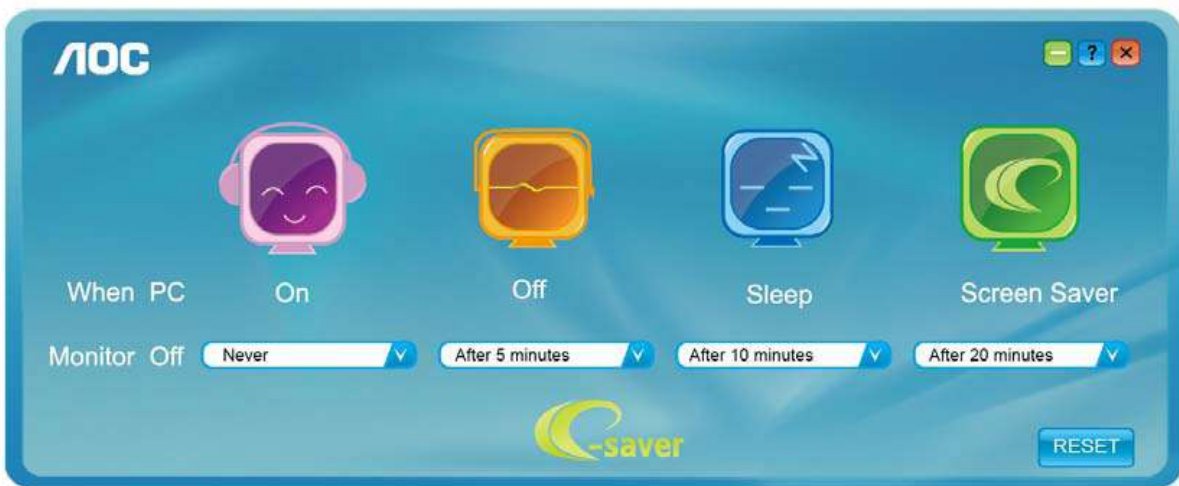 AOC
?
When PC On Off Sleep Screen Saver
Monitor Off Never After 5 minutes After 10 minutes After 20 minutes
e-saver
RESET